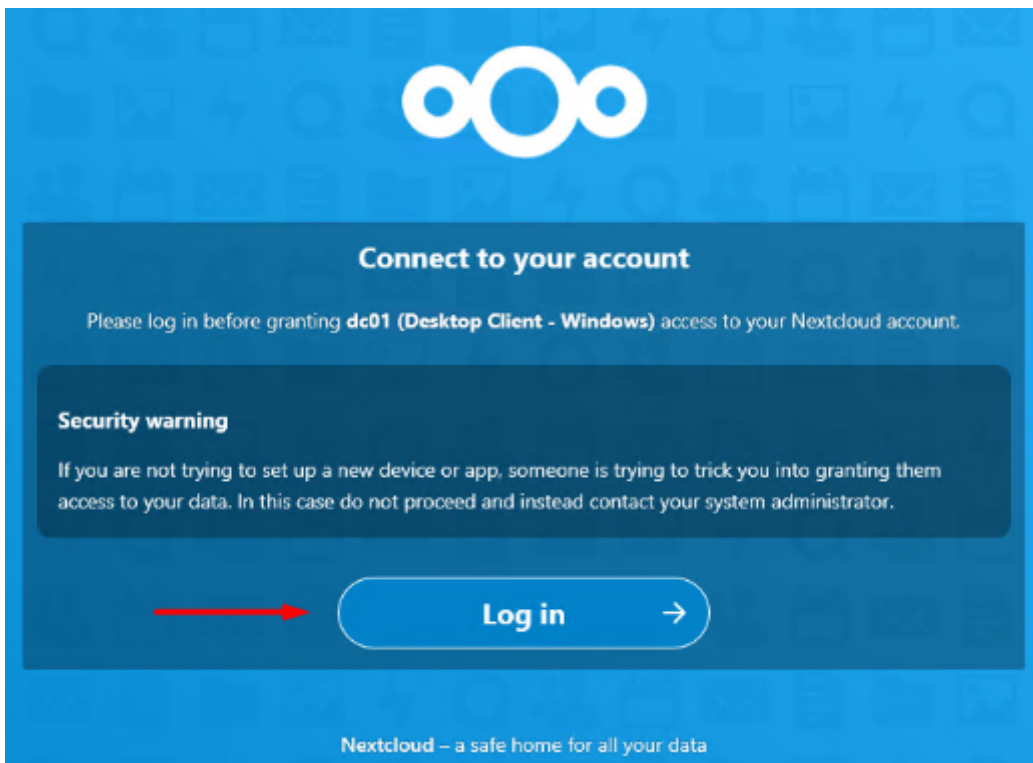 Connect to your account
Please log in before granting dc01 (Desktop Client - Windows) access to your Nextcloud account.
Security warning
If you are not trying to set up a new device or app, someone is trying to trick you into granting them
access to your data. In this case do not proceed and instead contact your system administrator.
Log in
Nextcloud – a safe home for all your data